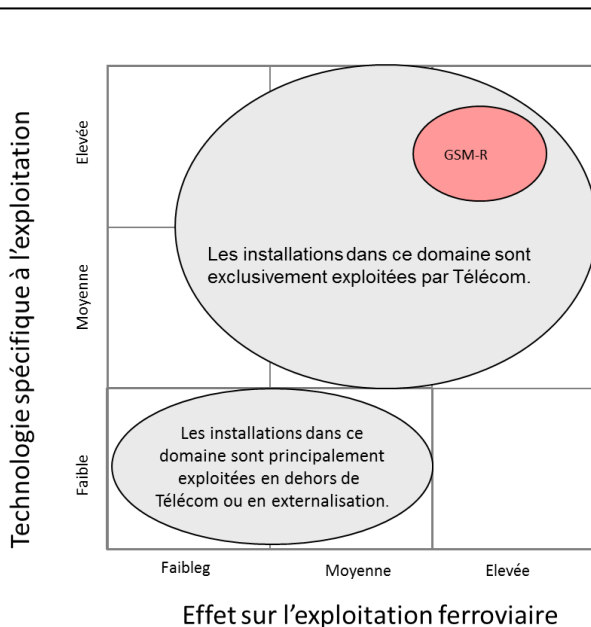 Technologie spécifique à l'exploitation
Elevée
Moyenne
Faible
GSM-R
Les installations dans ce domaine sont
exclusivement exploitées par Télécom.
Les installations dans ce
domaine sont principalement
exploitées en dehors de
Télécom ou en externalisation.
Faibleg
Moyenne
Elevée
Effet sur l'exploitation ferroviaire